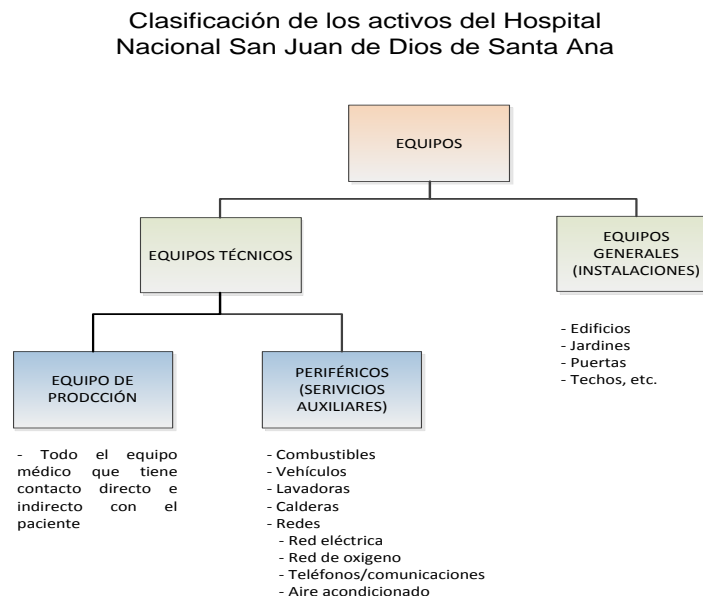 Clasificación de los activos del Hospital
Nacional San Juan de Dios de Santa Ana
EQUIPOS
EQUIPOS TÉCNICOS
EQUIPOS
GENERALES
(INSTALACIONES)
- Edificios
- Jardines
- Puertas
- Techos, etc.
EQUIPO DE
PRODCCIÓN
PERIFÉRICOS
(SERIVICIOS
AUXILIARES)
- Todo el equipo
médico que tiene
contacto directo e
indirecto con el
paciente
- Combustibles
- Vehículos
- Lavadoras
- Calderas
- Redes
- Red eléctrica
- Red de oxigeno
- Teléfonos/comunicaciones
- Aire acondicionado